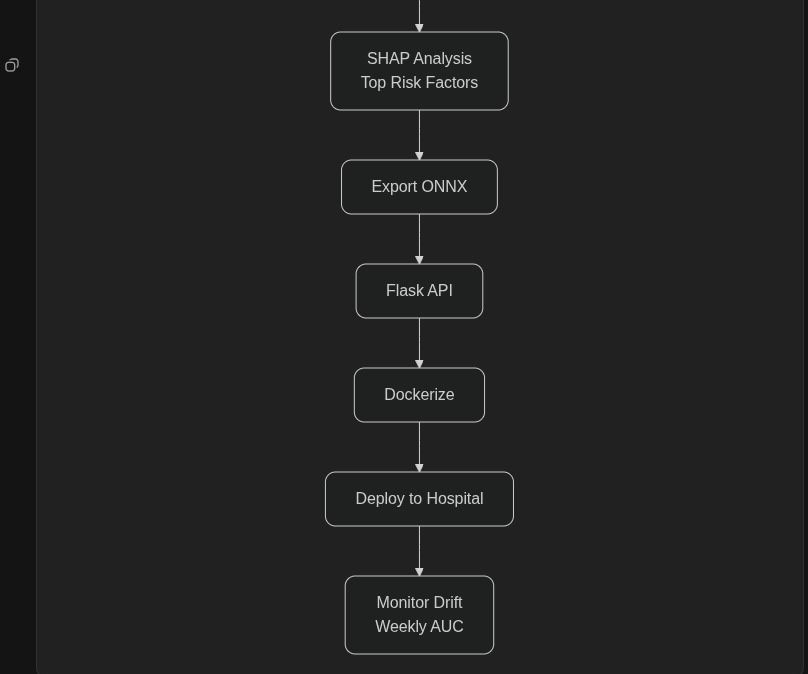 SHAP Analysis
Top Risk Factors
Export ONNX
Flask API
Dockerize
Deploy to Hospital
Monitor Drift
Weekly AUC